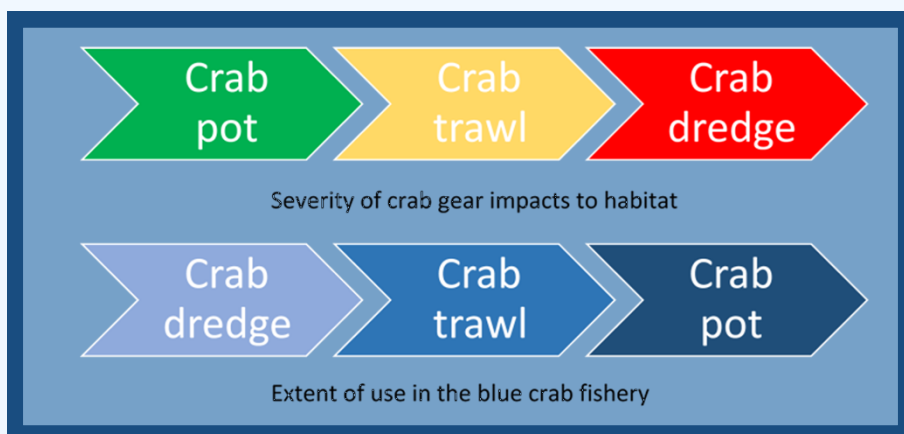 Crab
pot
Crab
trawl
Crab
dredge
Severity of crab gear impacts to habitat
Crab
dredge
Crab
trawl
Crab
pot
Extent of use in the blue crab fishery